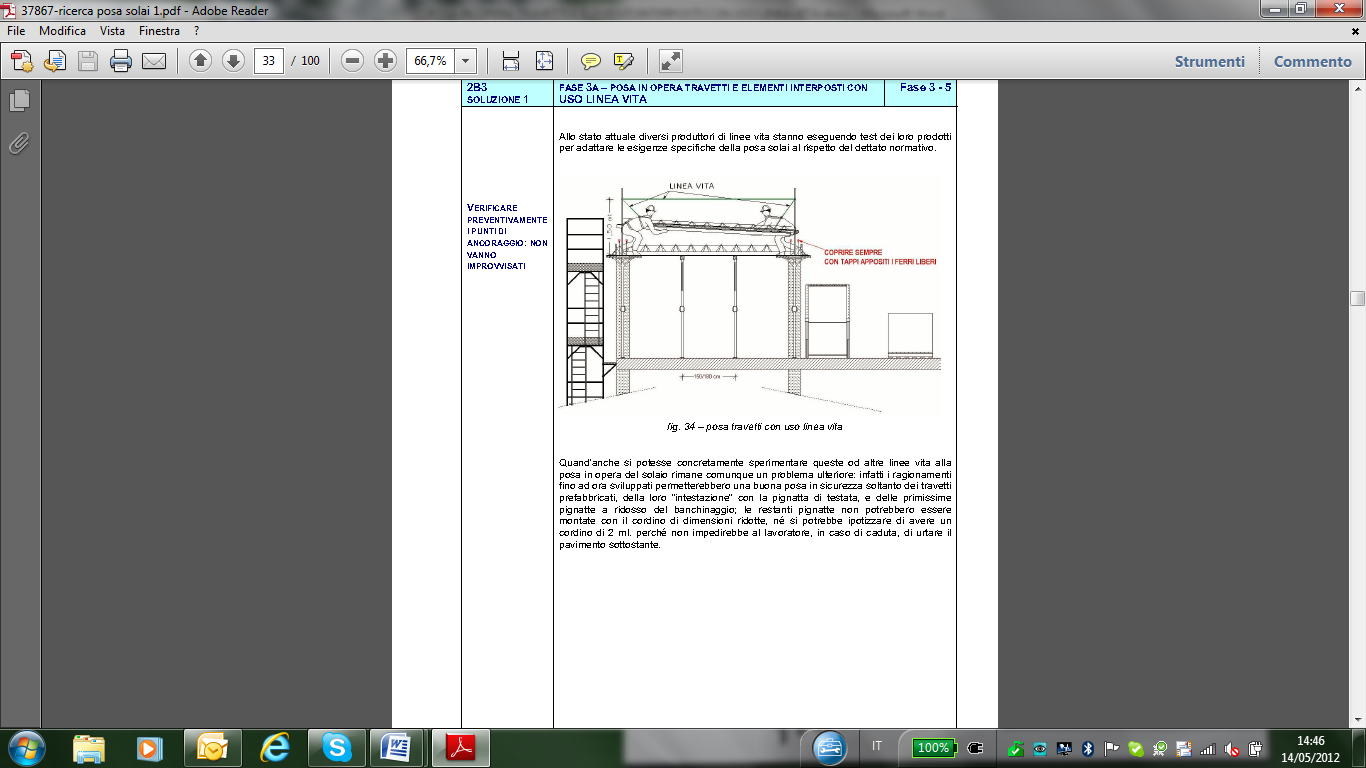 37867-ricerca posa solai 1.pdf - Adobe Reader
File Modifica Vista Finestra ?
33 / 100 66,7% Strumenti Commento
2B3
SOLUZIONE 1
FASE 3A – POSA IN OPERA TRAVETTI E ELEMENTI INTERPOSTI CON
USO LINEA VITA
Fase 3 - 5
Allo stato attuale diversi produttori di linee vita stanno eseguendo test dei loro prodotti
per adattare le esigenze specifiche della posa solai al rispetto del dettato normativo.
VERIFICARE
PREVENTIVAMENTE
I PUNTI DI
ANCORAGGIO: NON
VANNO
IMPROVVISATI
LINEA VITA
1,50 mt
COPRIRE SEMPRE
CON TAPPI APPOSITI I FERRI LIBERI
150/180 cm
fig. 34 – posa travetti con uso linea vita
Quand'anche si potesse concretamente sperimentare queste od altre linee vita alla
posa in opera del solaio rimane comunque un problema ulteriore: infatti i ragionamenti
fino ad ora sviluppati permetterebbero una buona posa in sicurezza soltanto dei travetti
prefabbricati, della loro "intestazione" con la pignatta di testata, e delle primissime
pignatte a ridosso del banchinaggio; le restanti pignatte non potrebbero essere
montate con il cordino di dimensioni ridotte, né si potrebbe ipotizzare di avere un
cordino di 2 ml. perché non impedirebbe al lavoratore, in caso di caduta, di urtare il
pavimento sottostante.
IT 100% 14:46
14/05/2012